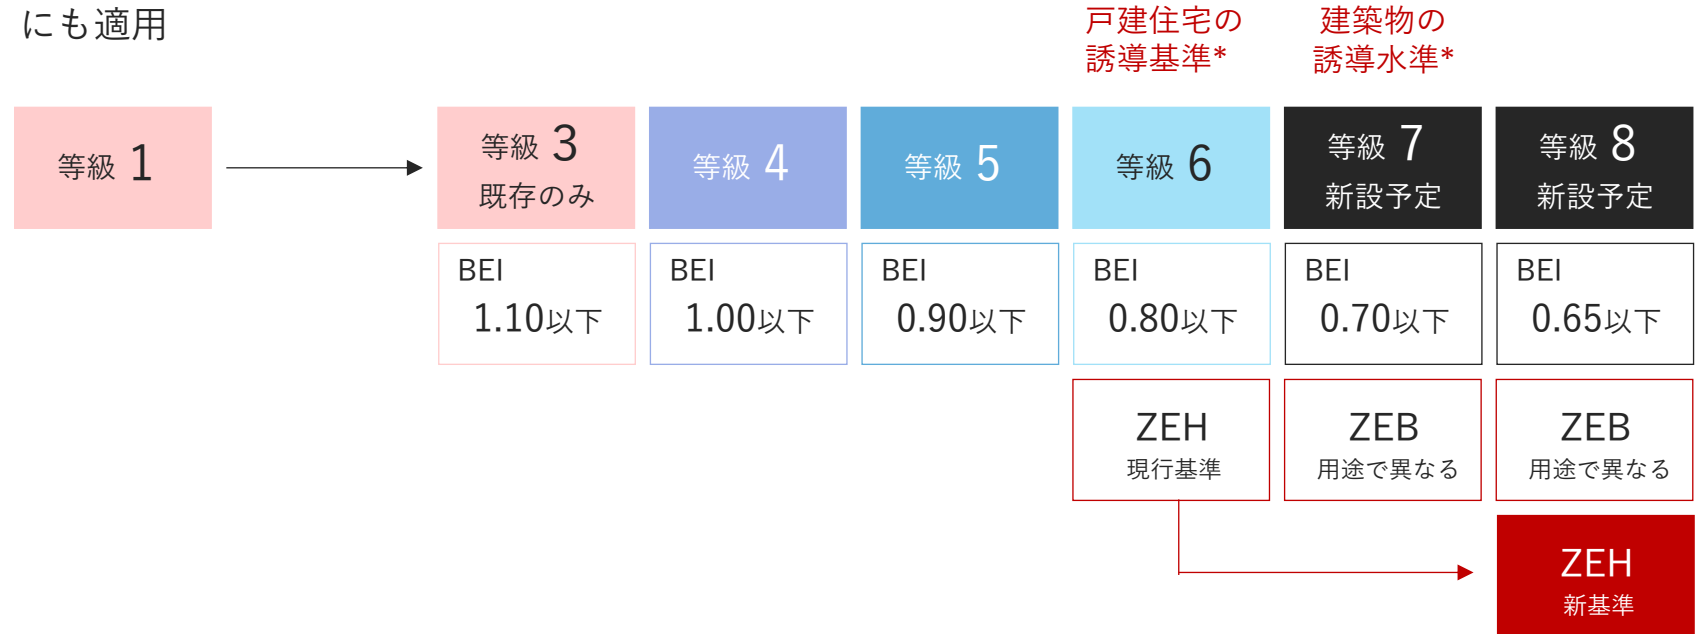 にも適用
戸建住宅の
誘導基準*
建築物の
誘導水準*
等級 1
等級 3
既存のみ
等級 4
等級 5
等級 6
等級 7
新設予定
等級 8
新設予定
BEI
1.10以下
BEI
1.00以下
BEI
0.90以下
BEI
0.80以下
BEI
0.70以下
BEI
0.65以下
ZEH
現行基準
ZEB
用途で異なる
ZEB
用途で異なる
ZEH
新基準